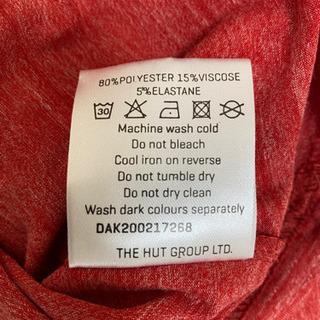 80%POLYESTER 15%VISCOSE
5%ELASTANE
30
Machine wash cold
Do not bleach
Cool iron on reverse
Do not tumble dry
Do not dry clean
Wash dark colours separately
DAK200217268
THE HUT GROUP LTD.